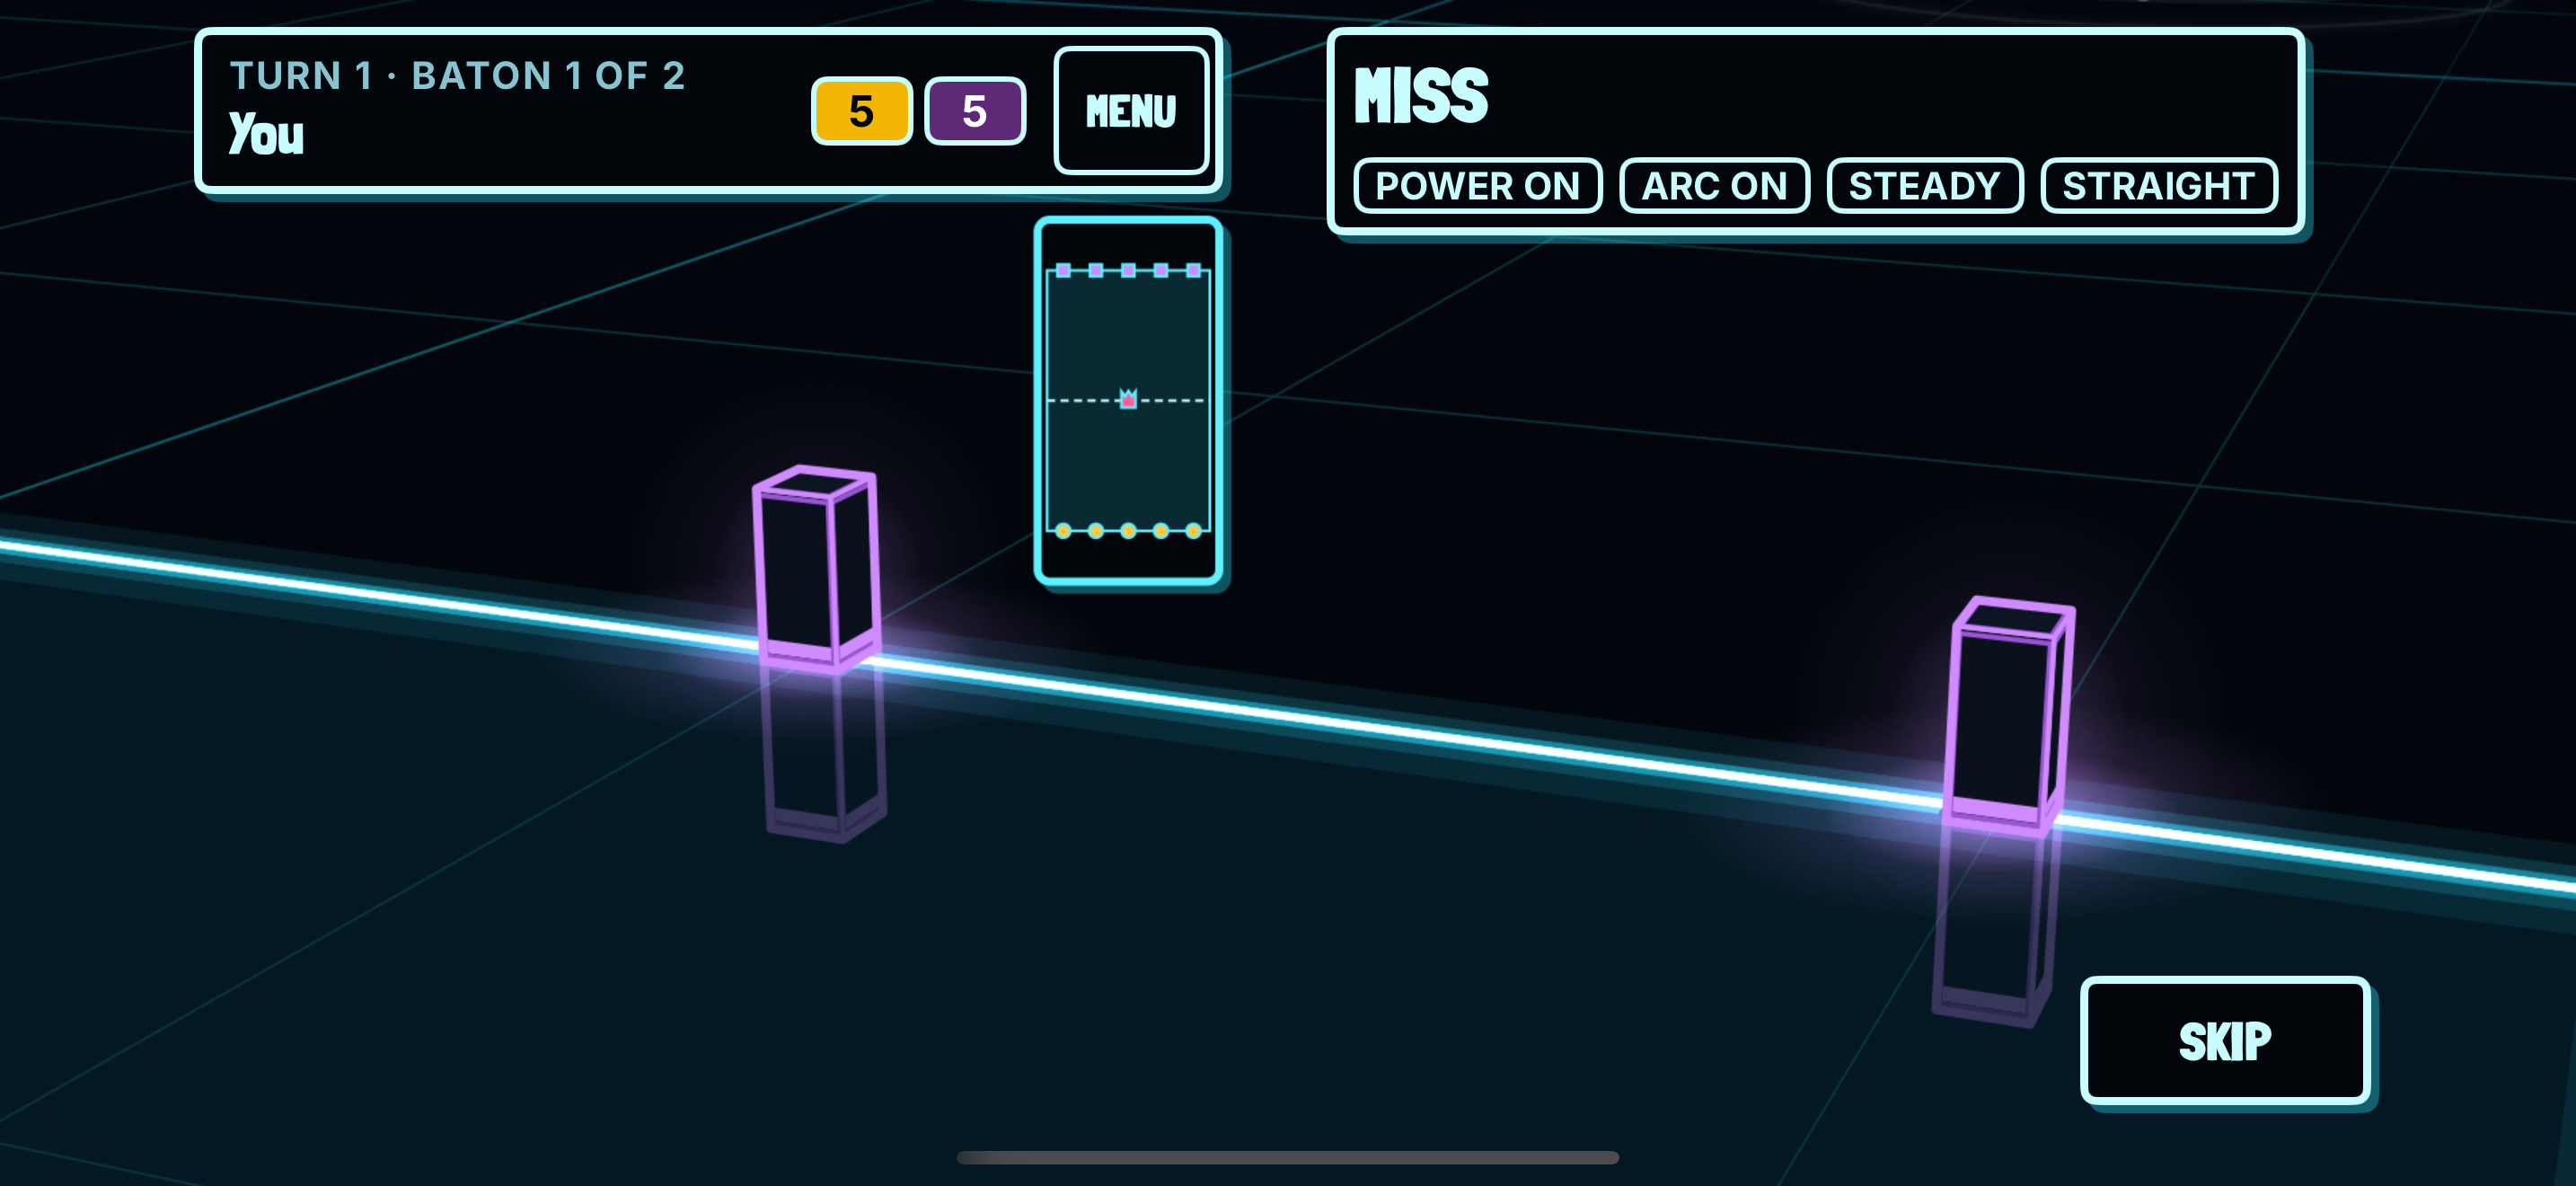 TURN 1 · BATON 1 OF 2
You
5 5
MENU
MISS
POWER ON ARC ON STEADY STRAIGHT
SKIP